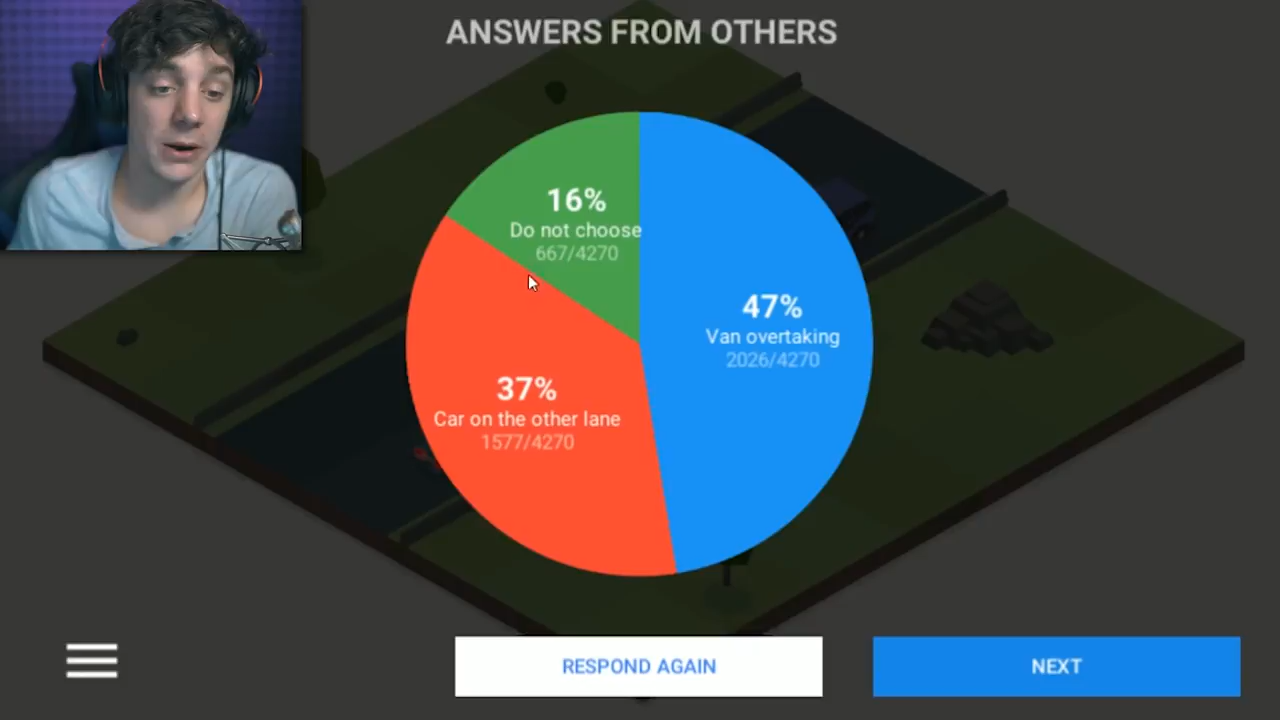 ANSWERS FROM OTHERS
16%
Do not choose
667/4270
47%
Van overtaking
2026/4270
37%
Car on the other lane
1577/4270
RESPOND AGAIN
NEXT